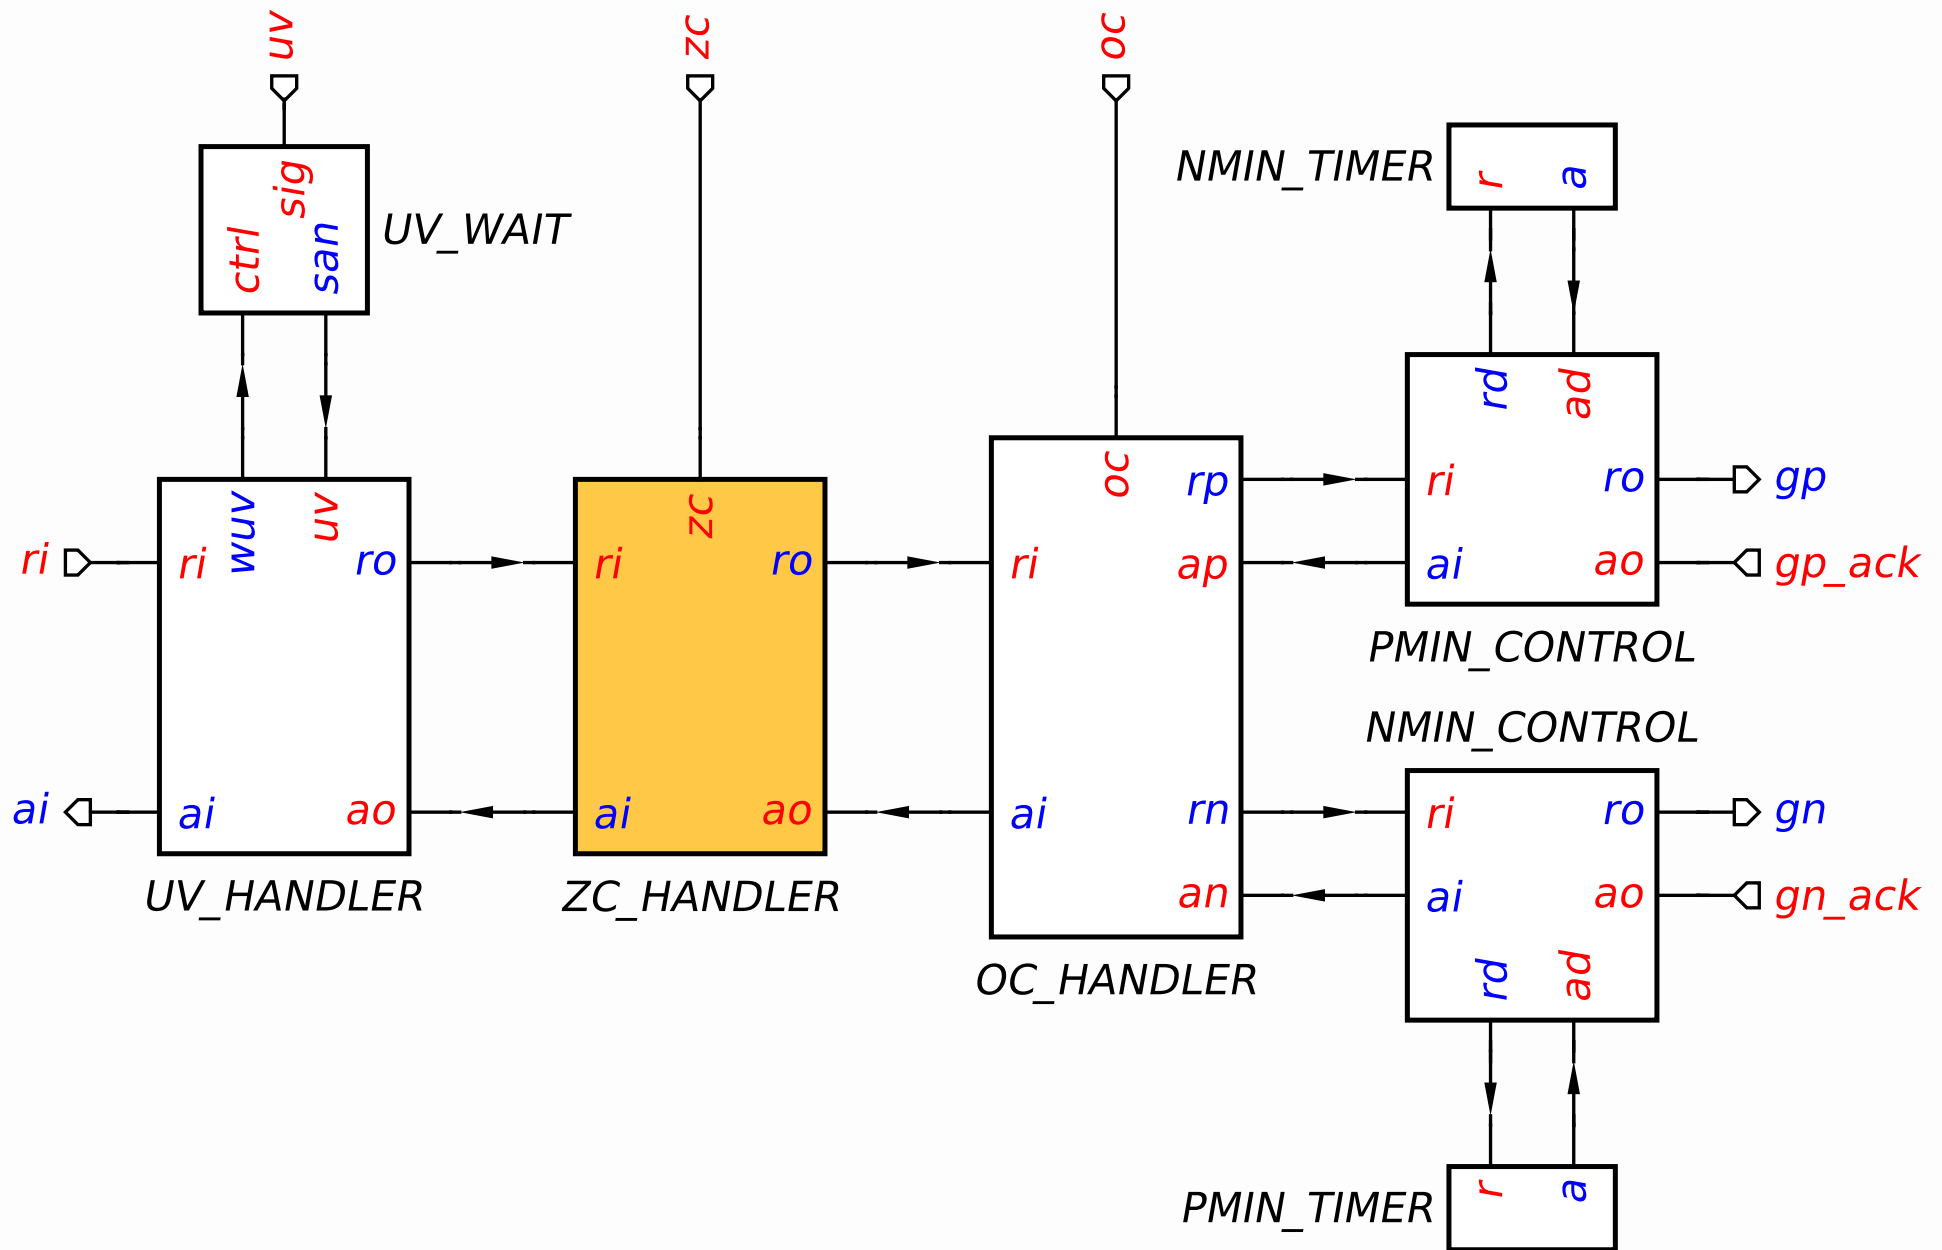 uv
zc
oc
sig
ctrl
san
UV_WAIT
NMIN_TIMER
r
a
rd
ad
ri
ro
gp
ai
ao
gp_ack
PMIN_CONTROL
ri
ri
wuv
uv
ro
ai
ai
ao
UV_HANDLER
zc
ri
ro
ai
ao
ZC_HANDLER
oc
rp
ri
ap
ai
rn
an
OC_HANDLER
NMIN_CONTROL
ri
ro
gn
ai
ao
gn_ack
rd
ad
PMIN_TIMER
r
a